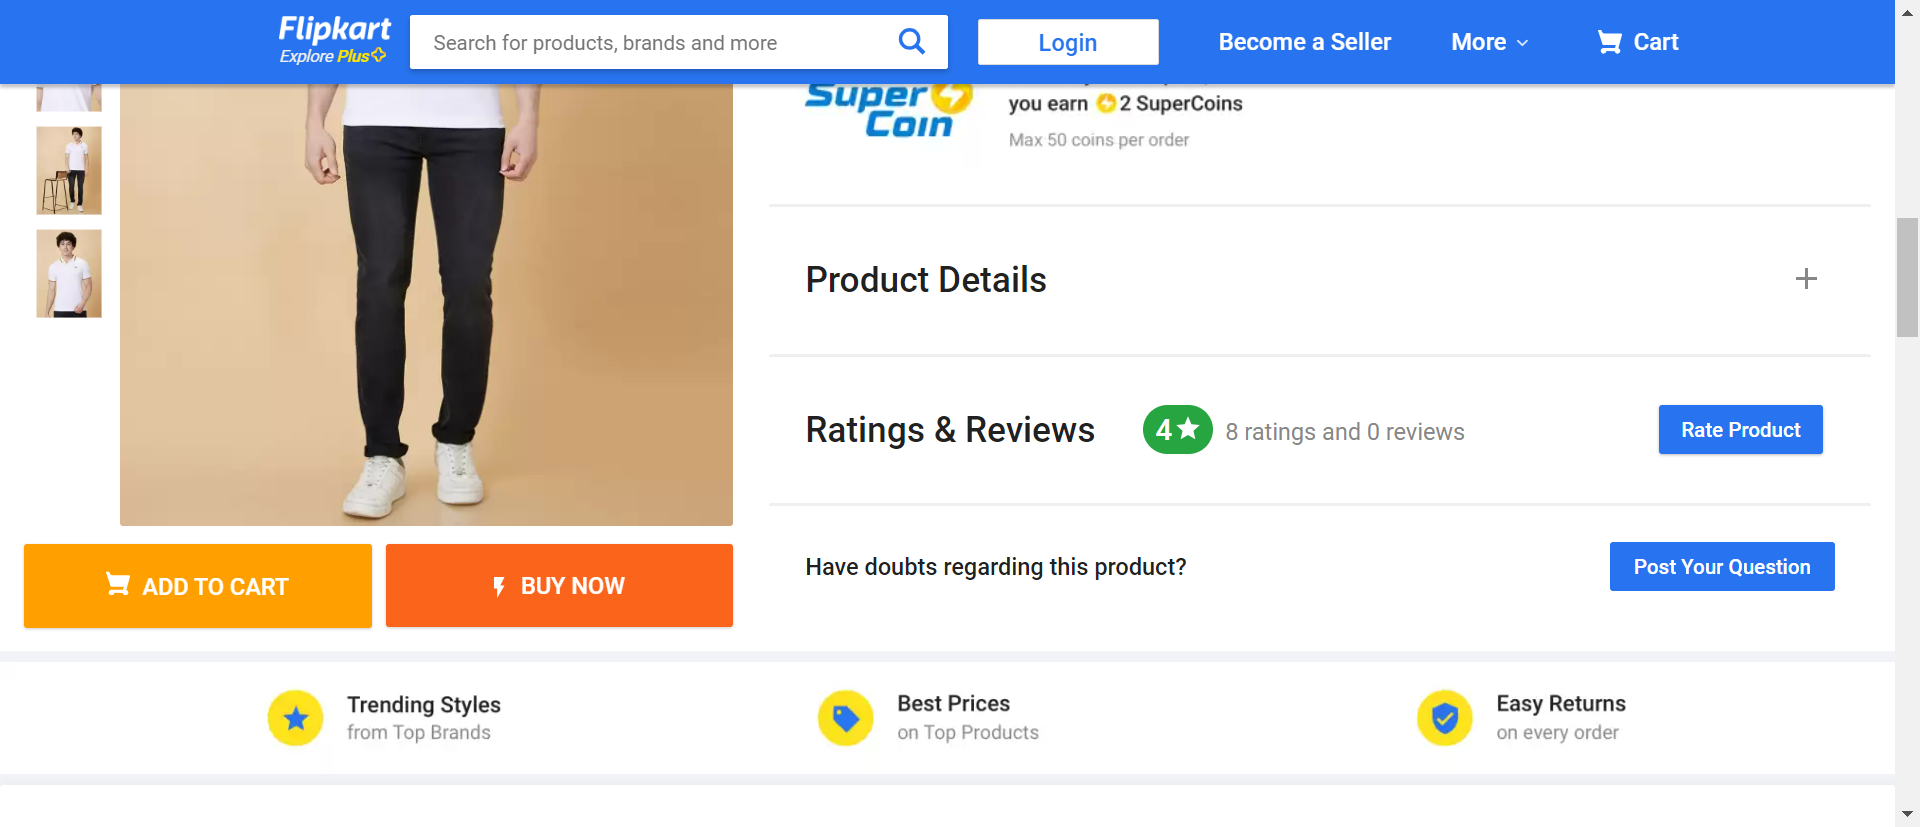 Flipkart
Explore Plus
Search for products, brands and more
Login
Become a Seller
More
Cart
Super Coin
you earn 2 SuperCoins
Max 50 coins per order
Product Details
Ratings & Reviews
4
8 ratings and 0 reviews
Rate Product
Have doubts regarding this product?
Post Your Question
ADD TO CART
BUY NOW
Trending Styles
from Top Brands
Best Prices
on Top Products
Easy Returns
on every order